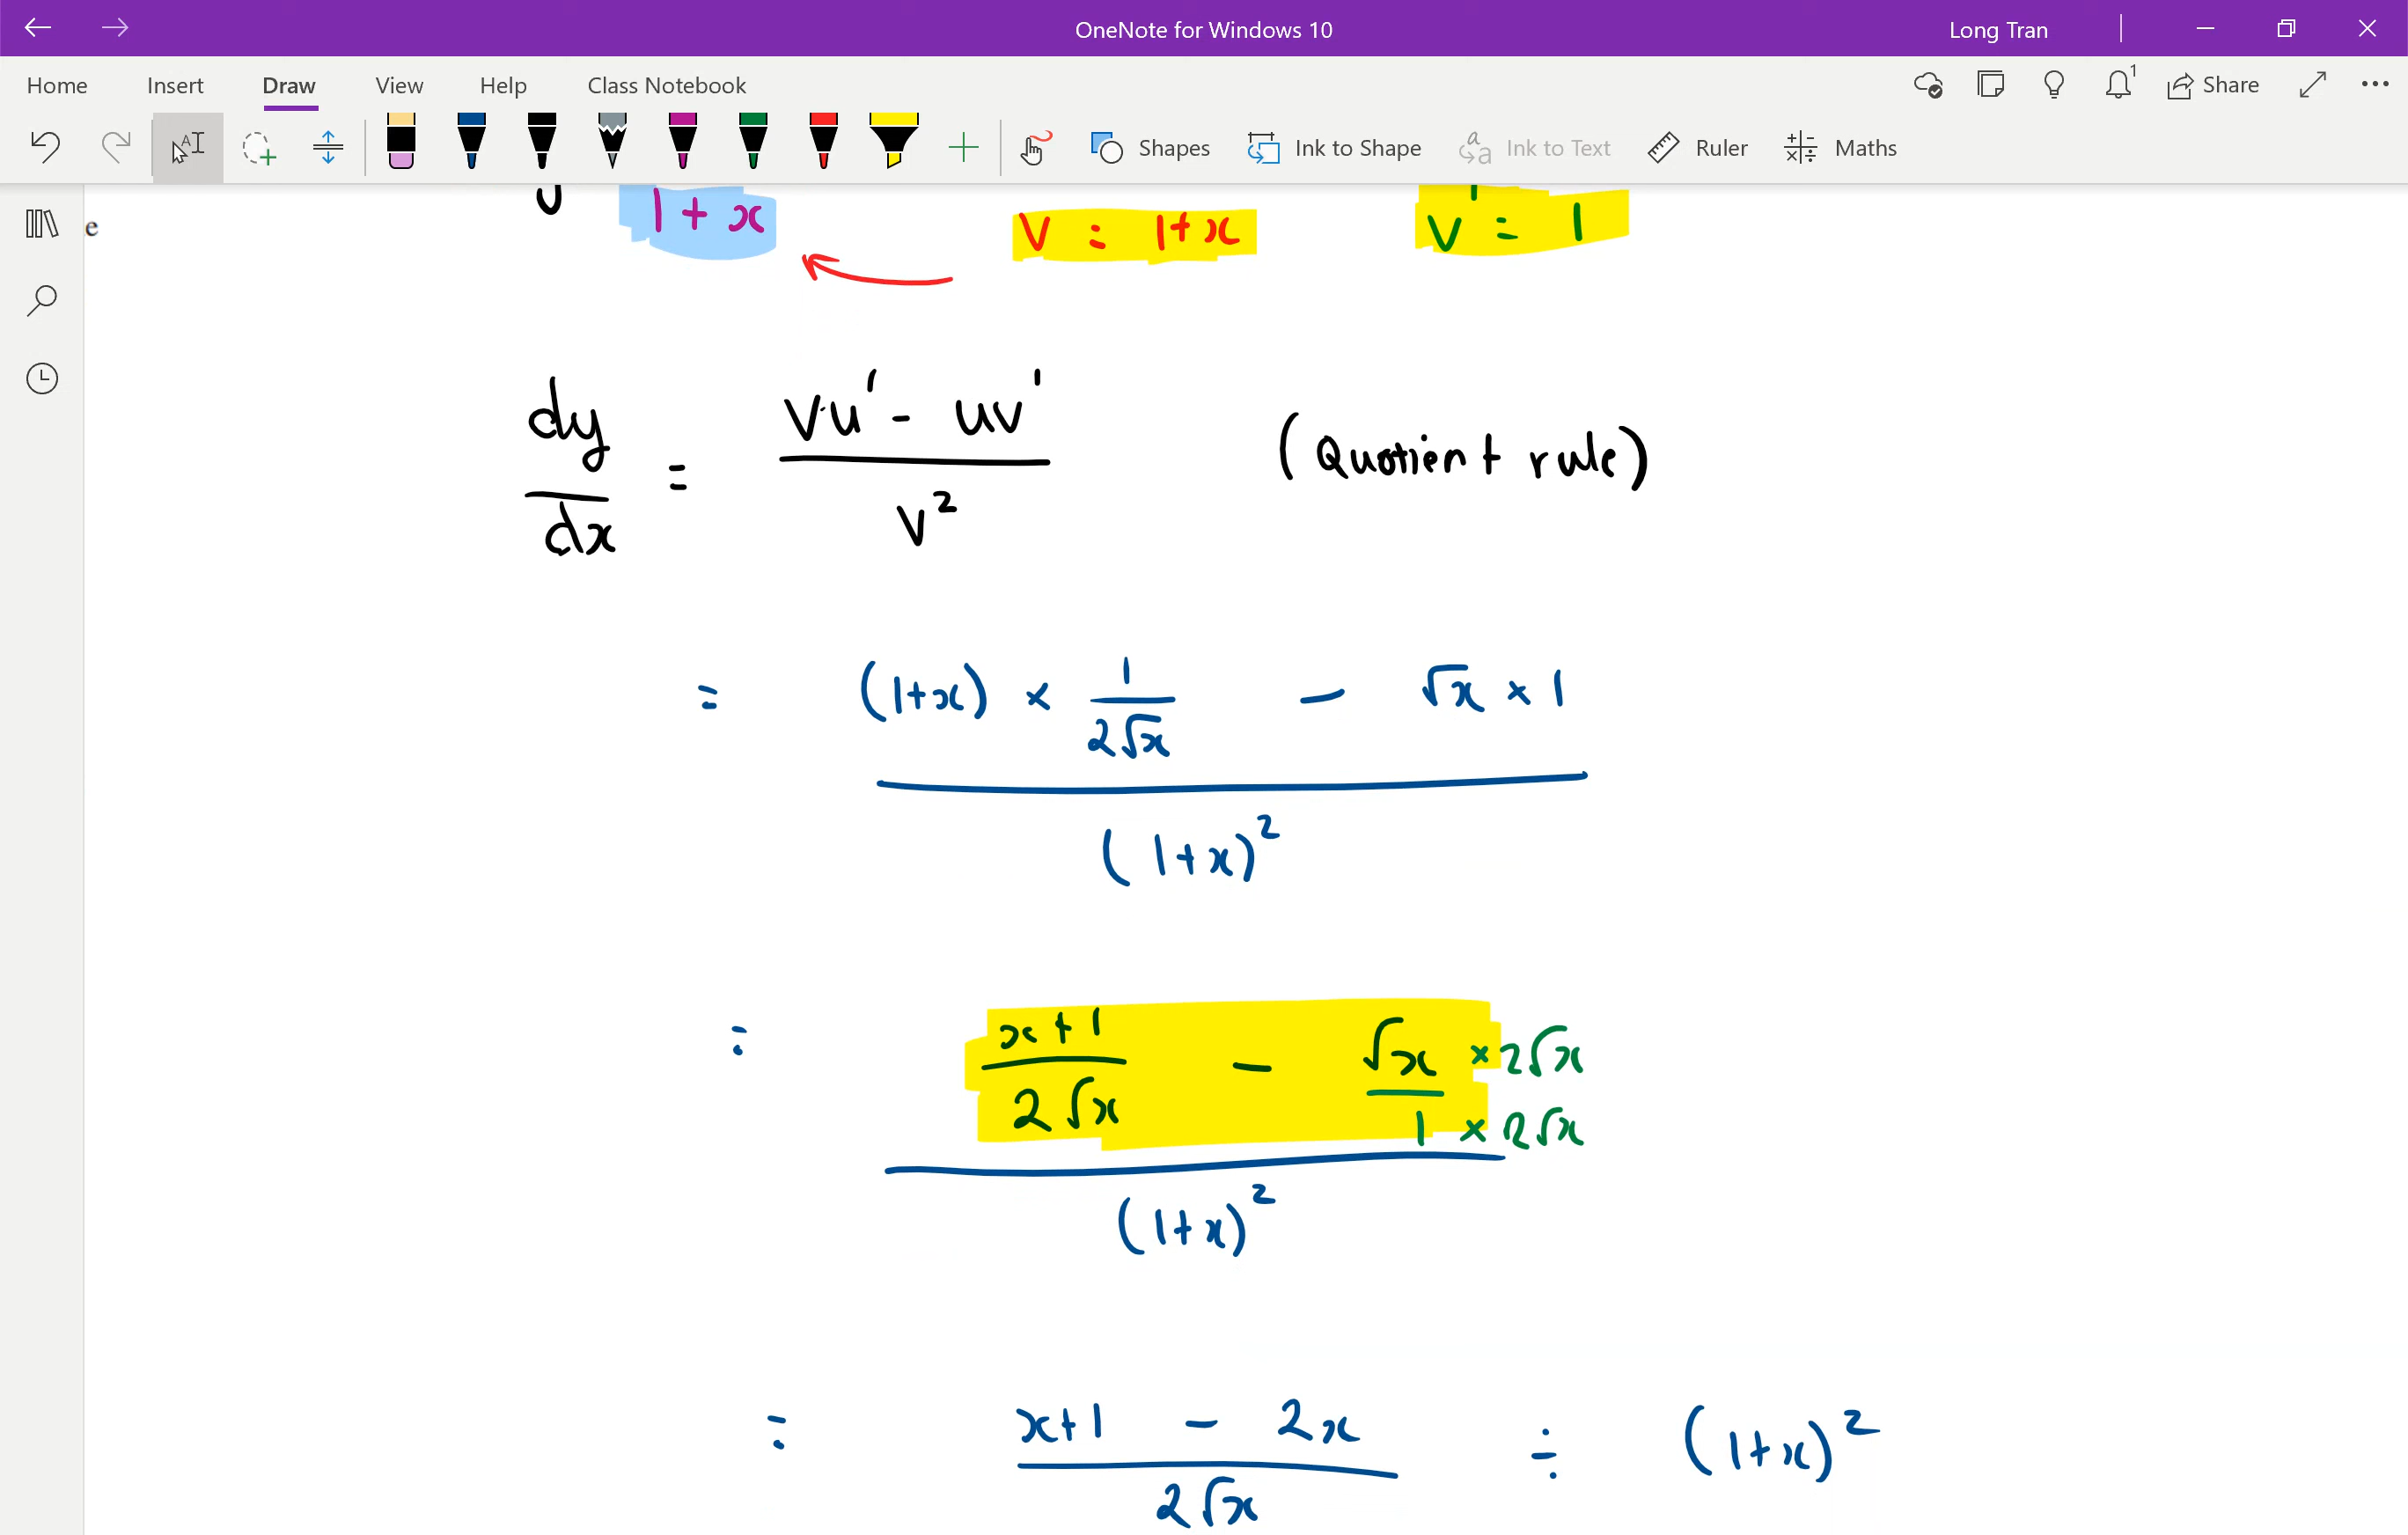 OneNote for Windows 10 Long Tran
Home Insert Draw View Help Class Notebook 1 Share
Shapes Ink to Shape Ink to Text Ruler Maths
e
1 + x V = 1+x V' = 1
dy/dx = (V·u' - uv')/V² (Quotient rule)
= ((1+x) × 1/(2√x) - √x × 1)/(1+x)²
= ((x+1)/(2√x) - (√x × 2√x)/(1 × 2√x))/(1+x)²
= (x+1 - 2x)/(2√x) ÷ (1+x)²